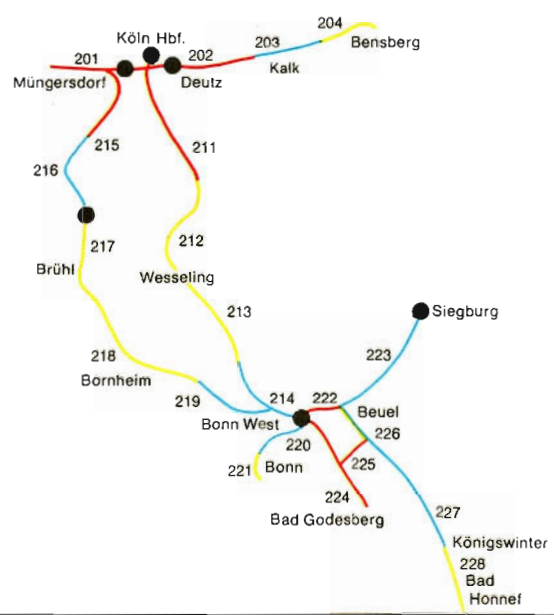 204
Köln Hbf.
Bensberg
203
201
202
Kalk
Müngersdorf
Deutz
215
211
216
212
217
Brühl
Wesseling
213
Siegburg
223
218
Bornheim
219
214
222
Beuel
Bonn West
226
220
221
Bonn
225
224
227
Bad Godesberg
Königswinter
228
Bad
Honnef